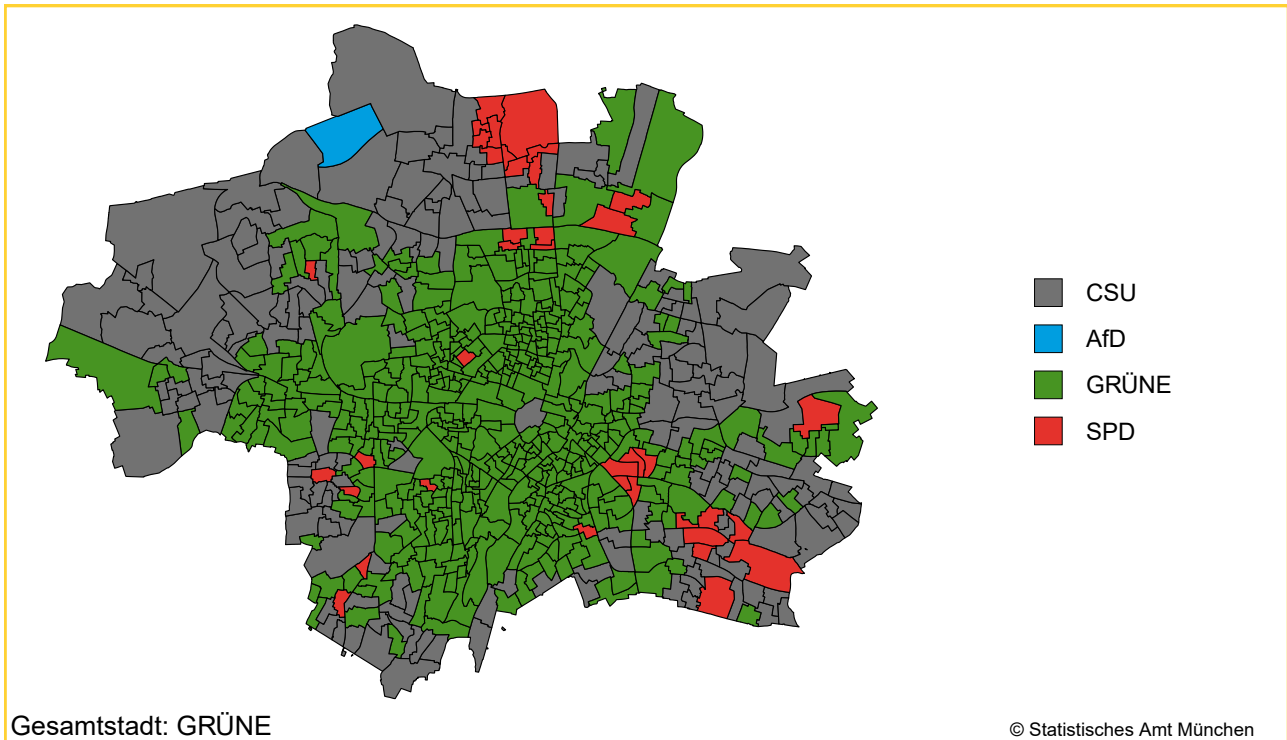 CSU
AfD
GRÜNE
SPD
Gesamtstadt: GRÜNE
© Statistisches Amt München